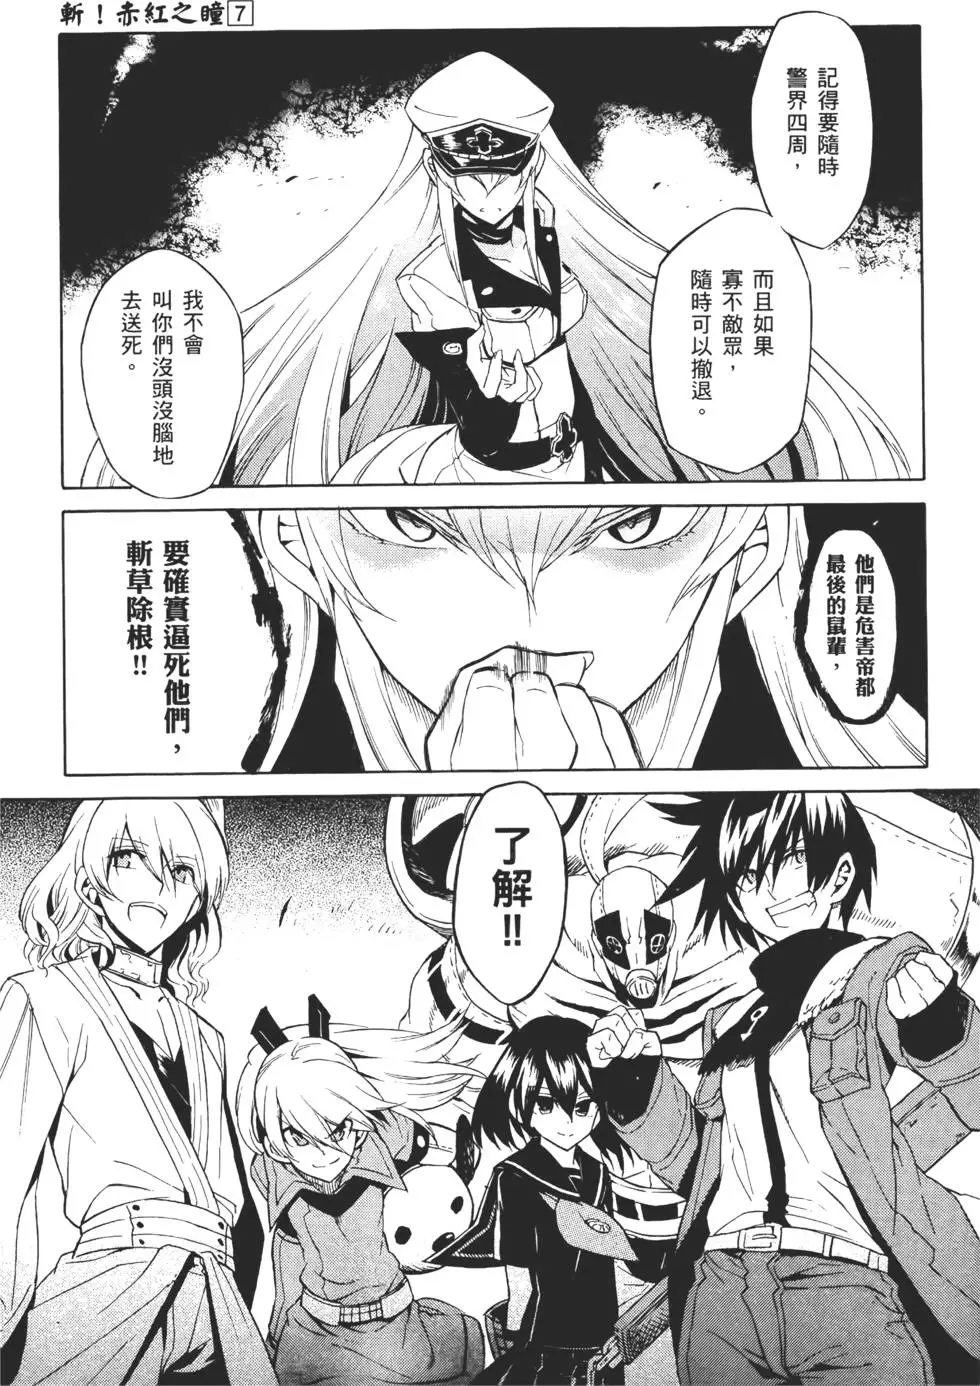 斬！赤紅之瞳 7
記得要隨時
警界四周，
而且如果
寡不敵眾，
隨時可以撤退。
我不會
叫你們沒頭沒腦地
去送死。
他們是危害帝都
最後的鼠輩，
要確實逼死他們，
斬草除根!!
了解!!